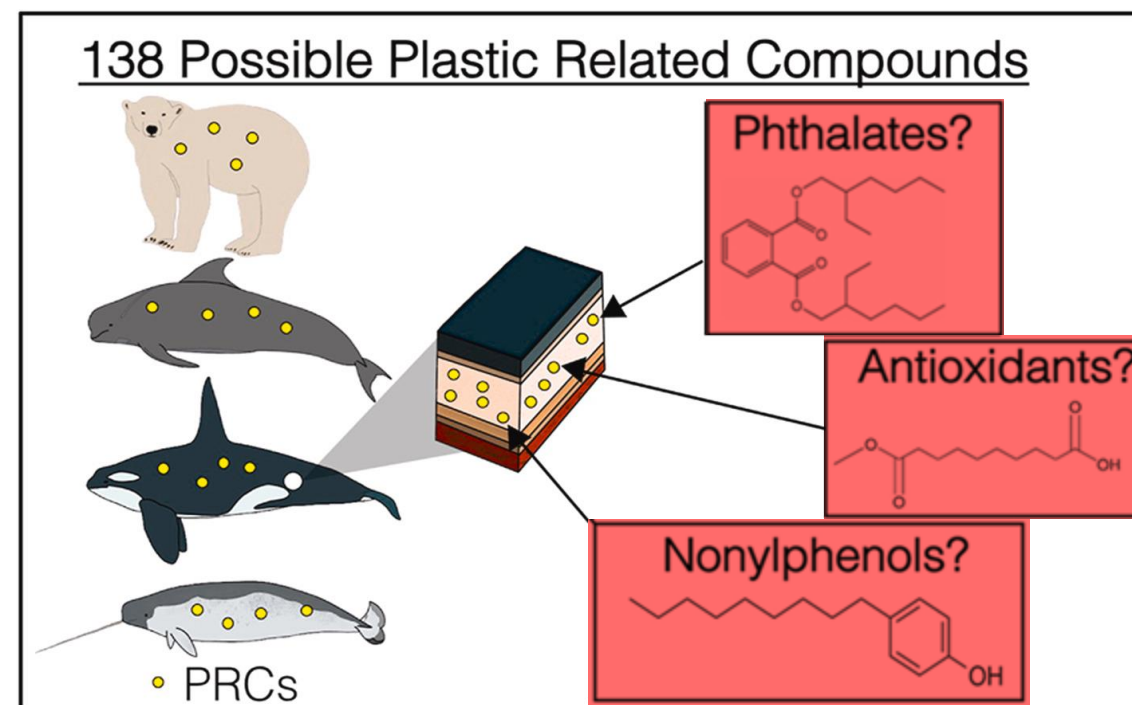 138 Possible Plastic Related Compounds
Phthalates?
O
O
O
O
Antioxidants?
O
O
O
OH
Nonylphenols?
OH
PRCs